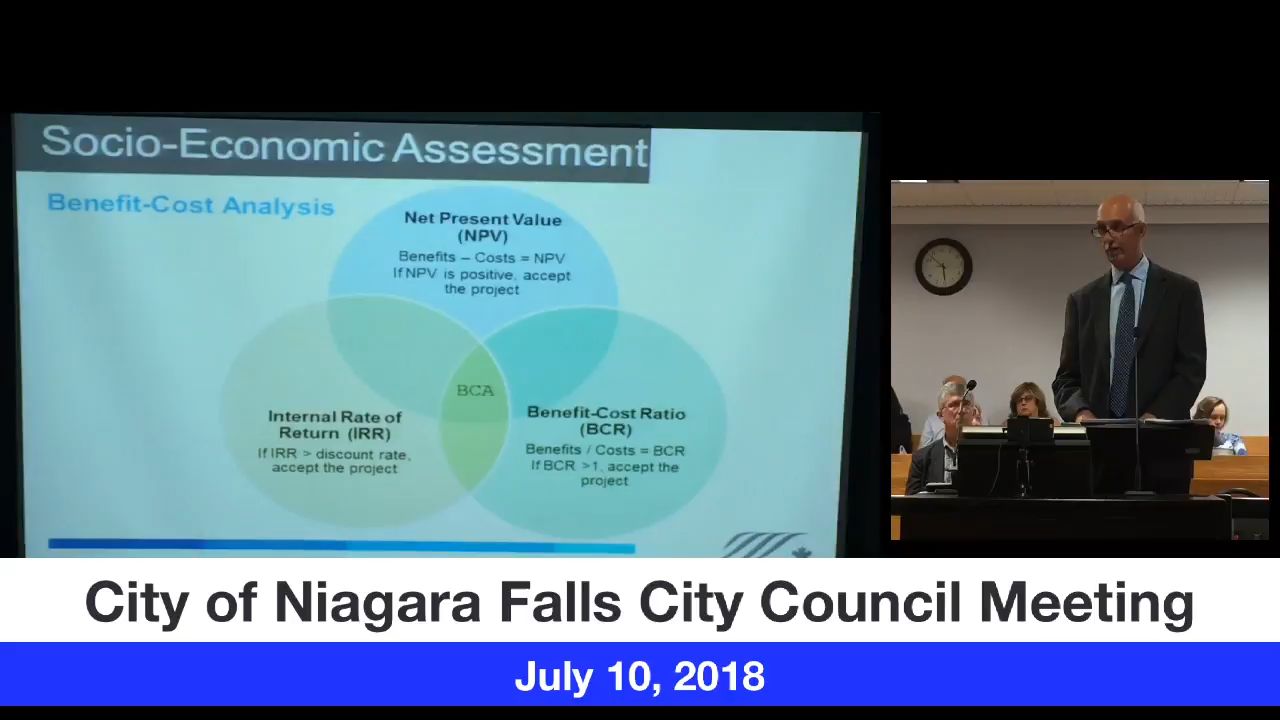 Socio-Economic Assessment
Benefit-Cost Analysis
Net Present Value
(NPV)
Benefits – Costs = NPV
If NPV is positive, accept
the project
BCA
Internal Rate of
Return (IRR)
If IRR > discount rate,
accept the project
Benefit-Cost Ratio
(BCR)
Benefits / Costs = BCR
If BCR >1, accept the
project
City of Niagara Falls City Council Meeting
July 10, 2018